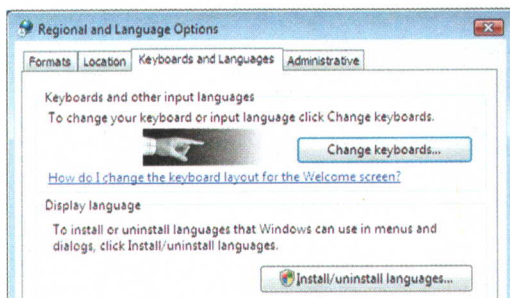 Regional and Language Options
Formats Location Keyboards and Languages Administrative
Keyboards and other input languages
To change your keyboard or input language click Change keyboards.
Change keyboards...
How do I change the keyboard layout for the Welcome screen?
Display language
To install or uninstall languages that Windows can use in menus and
dialogs, click Install/uninstall languages.
Install/uninstall languages...